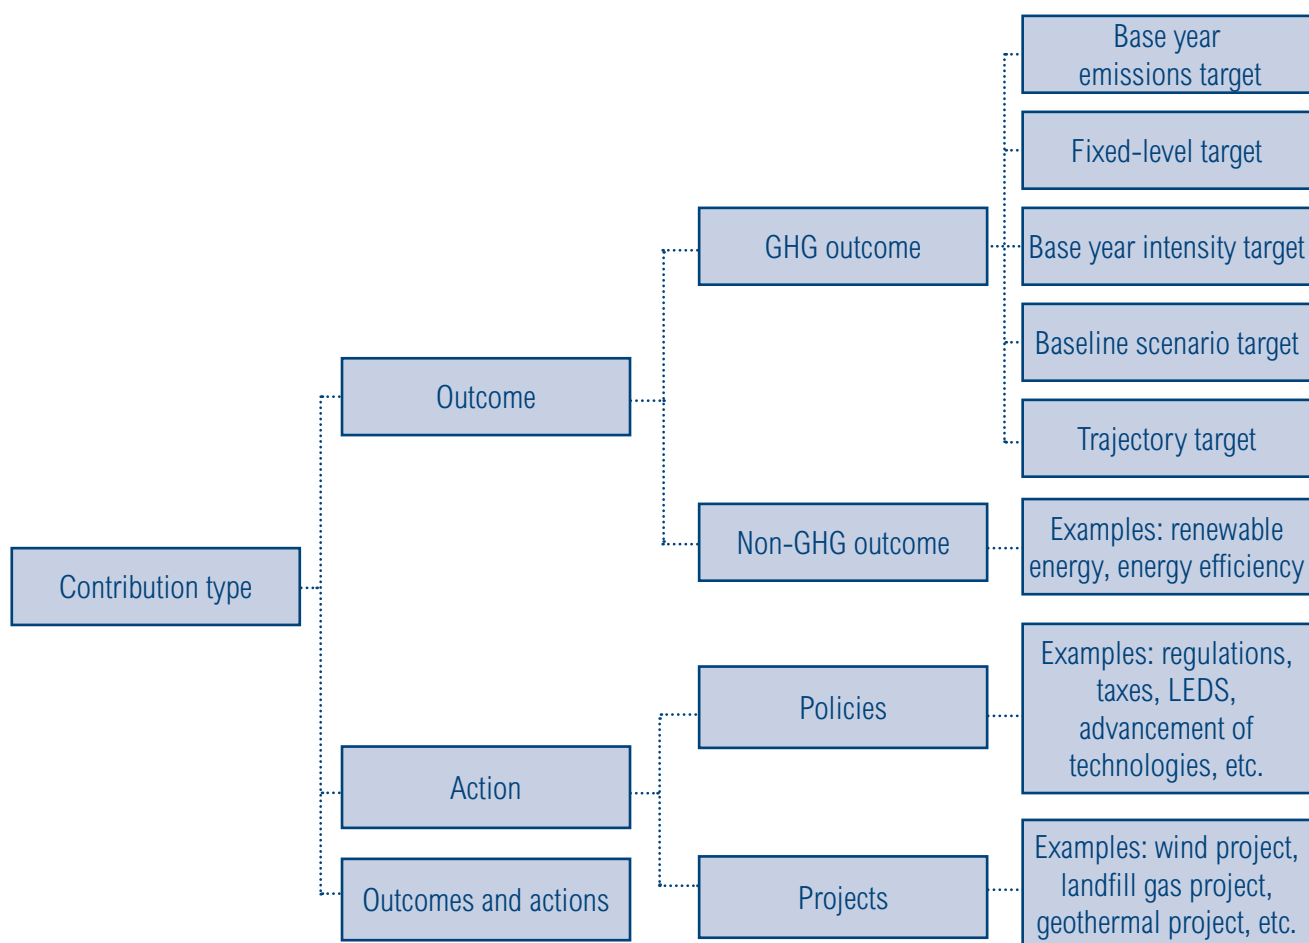 Base year
emissions target
Fixed-level target
GHG outcome
Base year intensity target
Baseline scenario target
Outcome
Trajectory target
Non-GHG outcome
Examples: renewable
energy, energy efficiency
Contribution type
Examples: regulations,
taxes, LEDS,
advancement of
technologies, etc.
Policies
Action
Examples: wind project,
landfill gas project,
geothermal project, etc.
Projects
Outcomes and actions